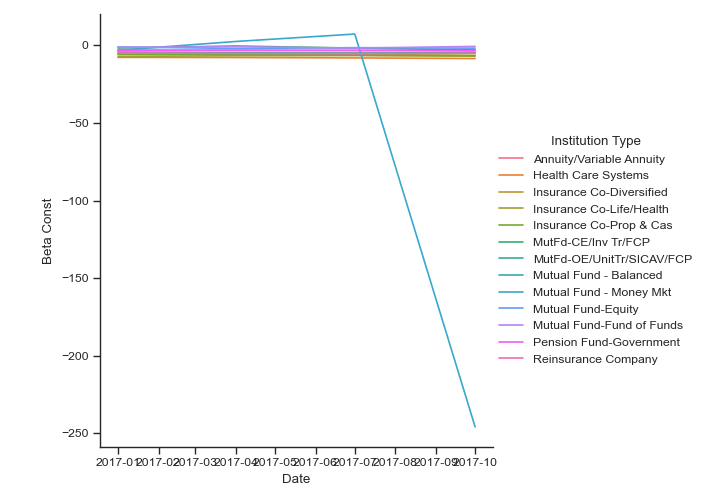 0
−50
−100
−150
−200
−250
Beta Const
2017-01
2017-02
2017-03
2017-04
2017-05
2017-06
2017-07
2017-08
2017-09
2017-10
Date
Institution Type
Annuity/Variable Annuity
Health Care Systems
Insurance Co-Diversified
Insurance Co-Life/Health
Insurance Co-Prop & Cas
MutFd-CE/Inv Tr/FCP
MutFd-OE/UnitTr/SICAV/FCP
Mutual Fund - Balanced
Mutual Fund - Money Mkt
Mutual Fund-Equity
Mutual Fund-Fund of Funds
Pension Fund-Government
Reinsurance Company